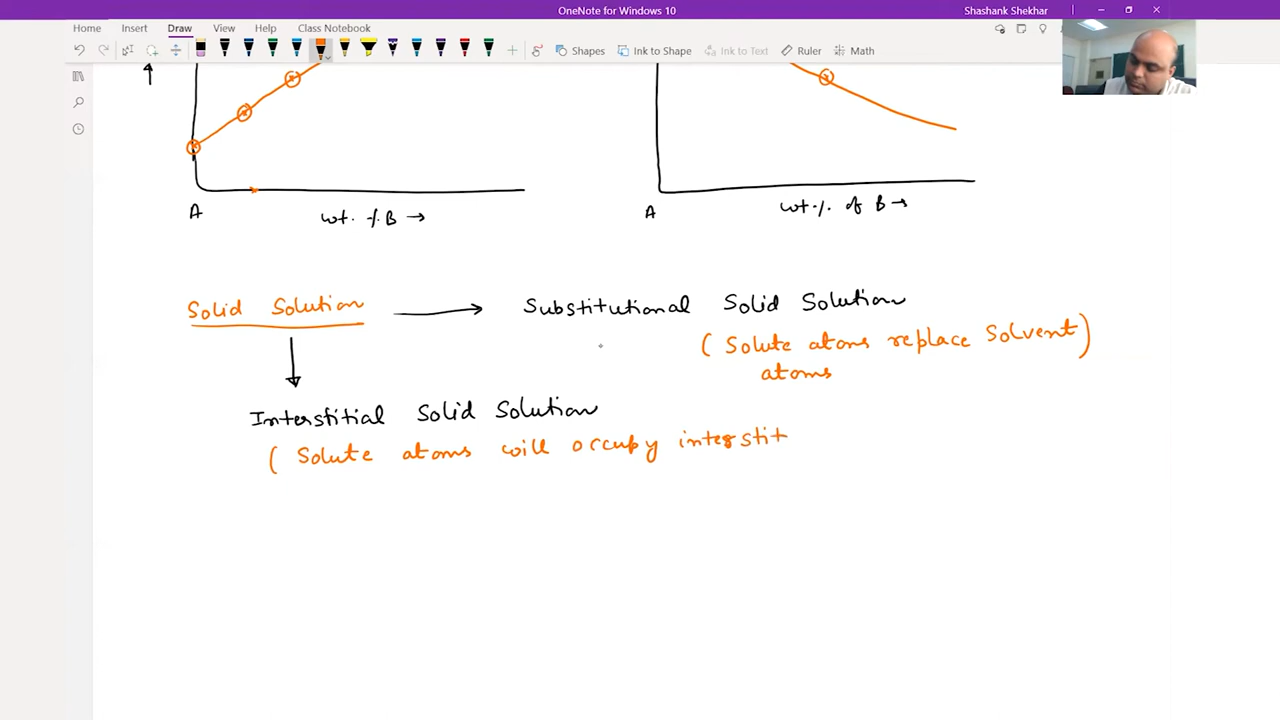 OneNote for Windows 10
Shashank Shekhar
Home Insert Draw View Help Class Notebook
Shapes Ink to Shape Ink to Text Ruler Math
A
wt. % B →
A
wt % of B →
Solid Solution
Substitutional Solid Solution
(Solute atoms replace Solvent)
atoms
Interstitial Solid Solution
(Solute atoms will occupy interstit